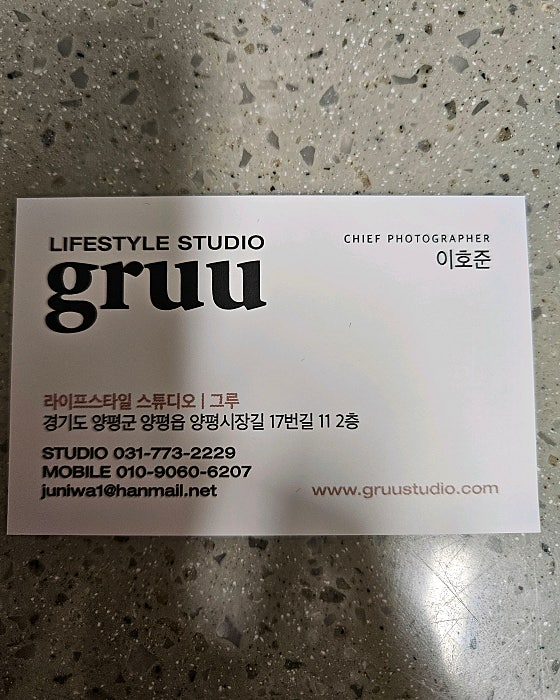 LIFESTYLE STUDIO
gruu
CHIEF PHOTOGRAPHER
이호준
라이프스타일 스튜디오 | 그루
경기도 양평군 양평읍 양평시장길 17번길 11 2층
STUDIO 031-773-2229
MOBILE 010-9060-6207
juniwa1@hanmail.net
www.gruustudio.com